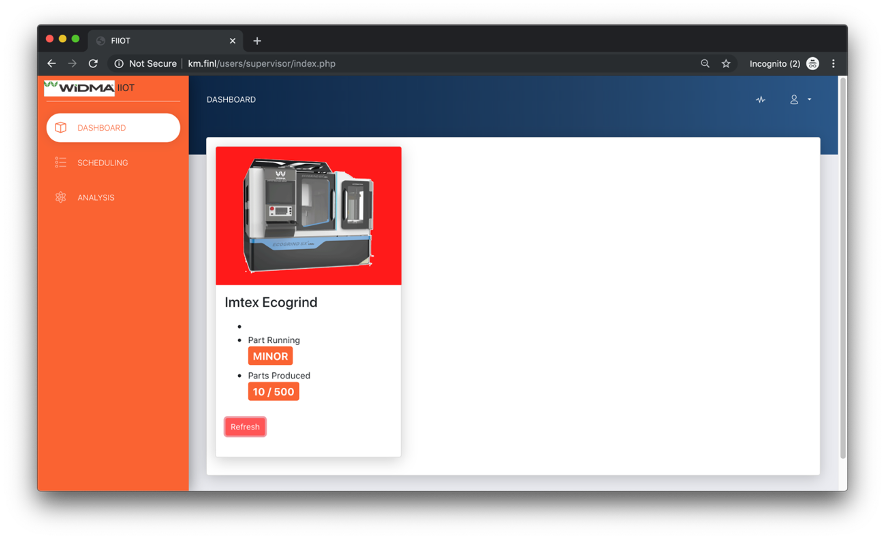 FIIOT
Not Secure | km.finl/users/supervisor/index.php
Incognito (2)
WiDMA IIOT
DASHBOARD
SCHEDULING
ANALYSIS
DASHBOARD
Imtex Ecogrind
Part Running
MINOR
Parts Produced
10 / 500
Refresh